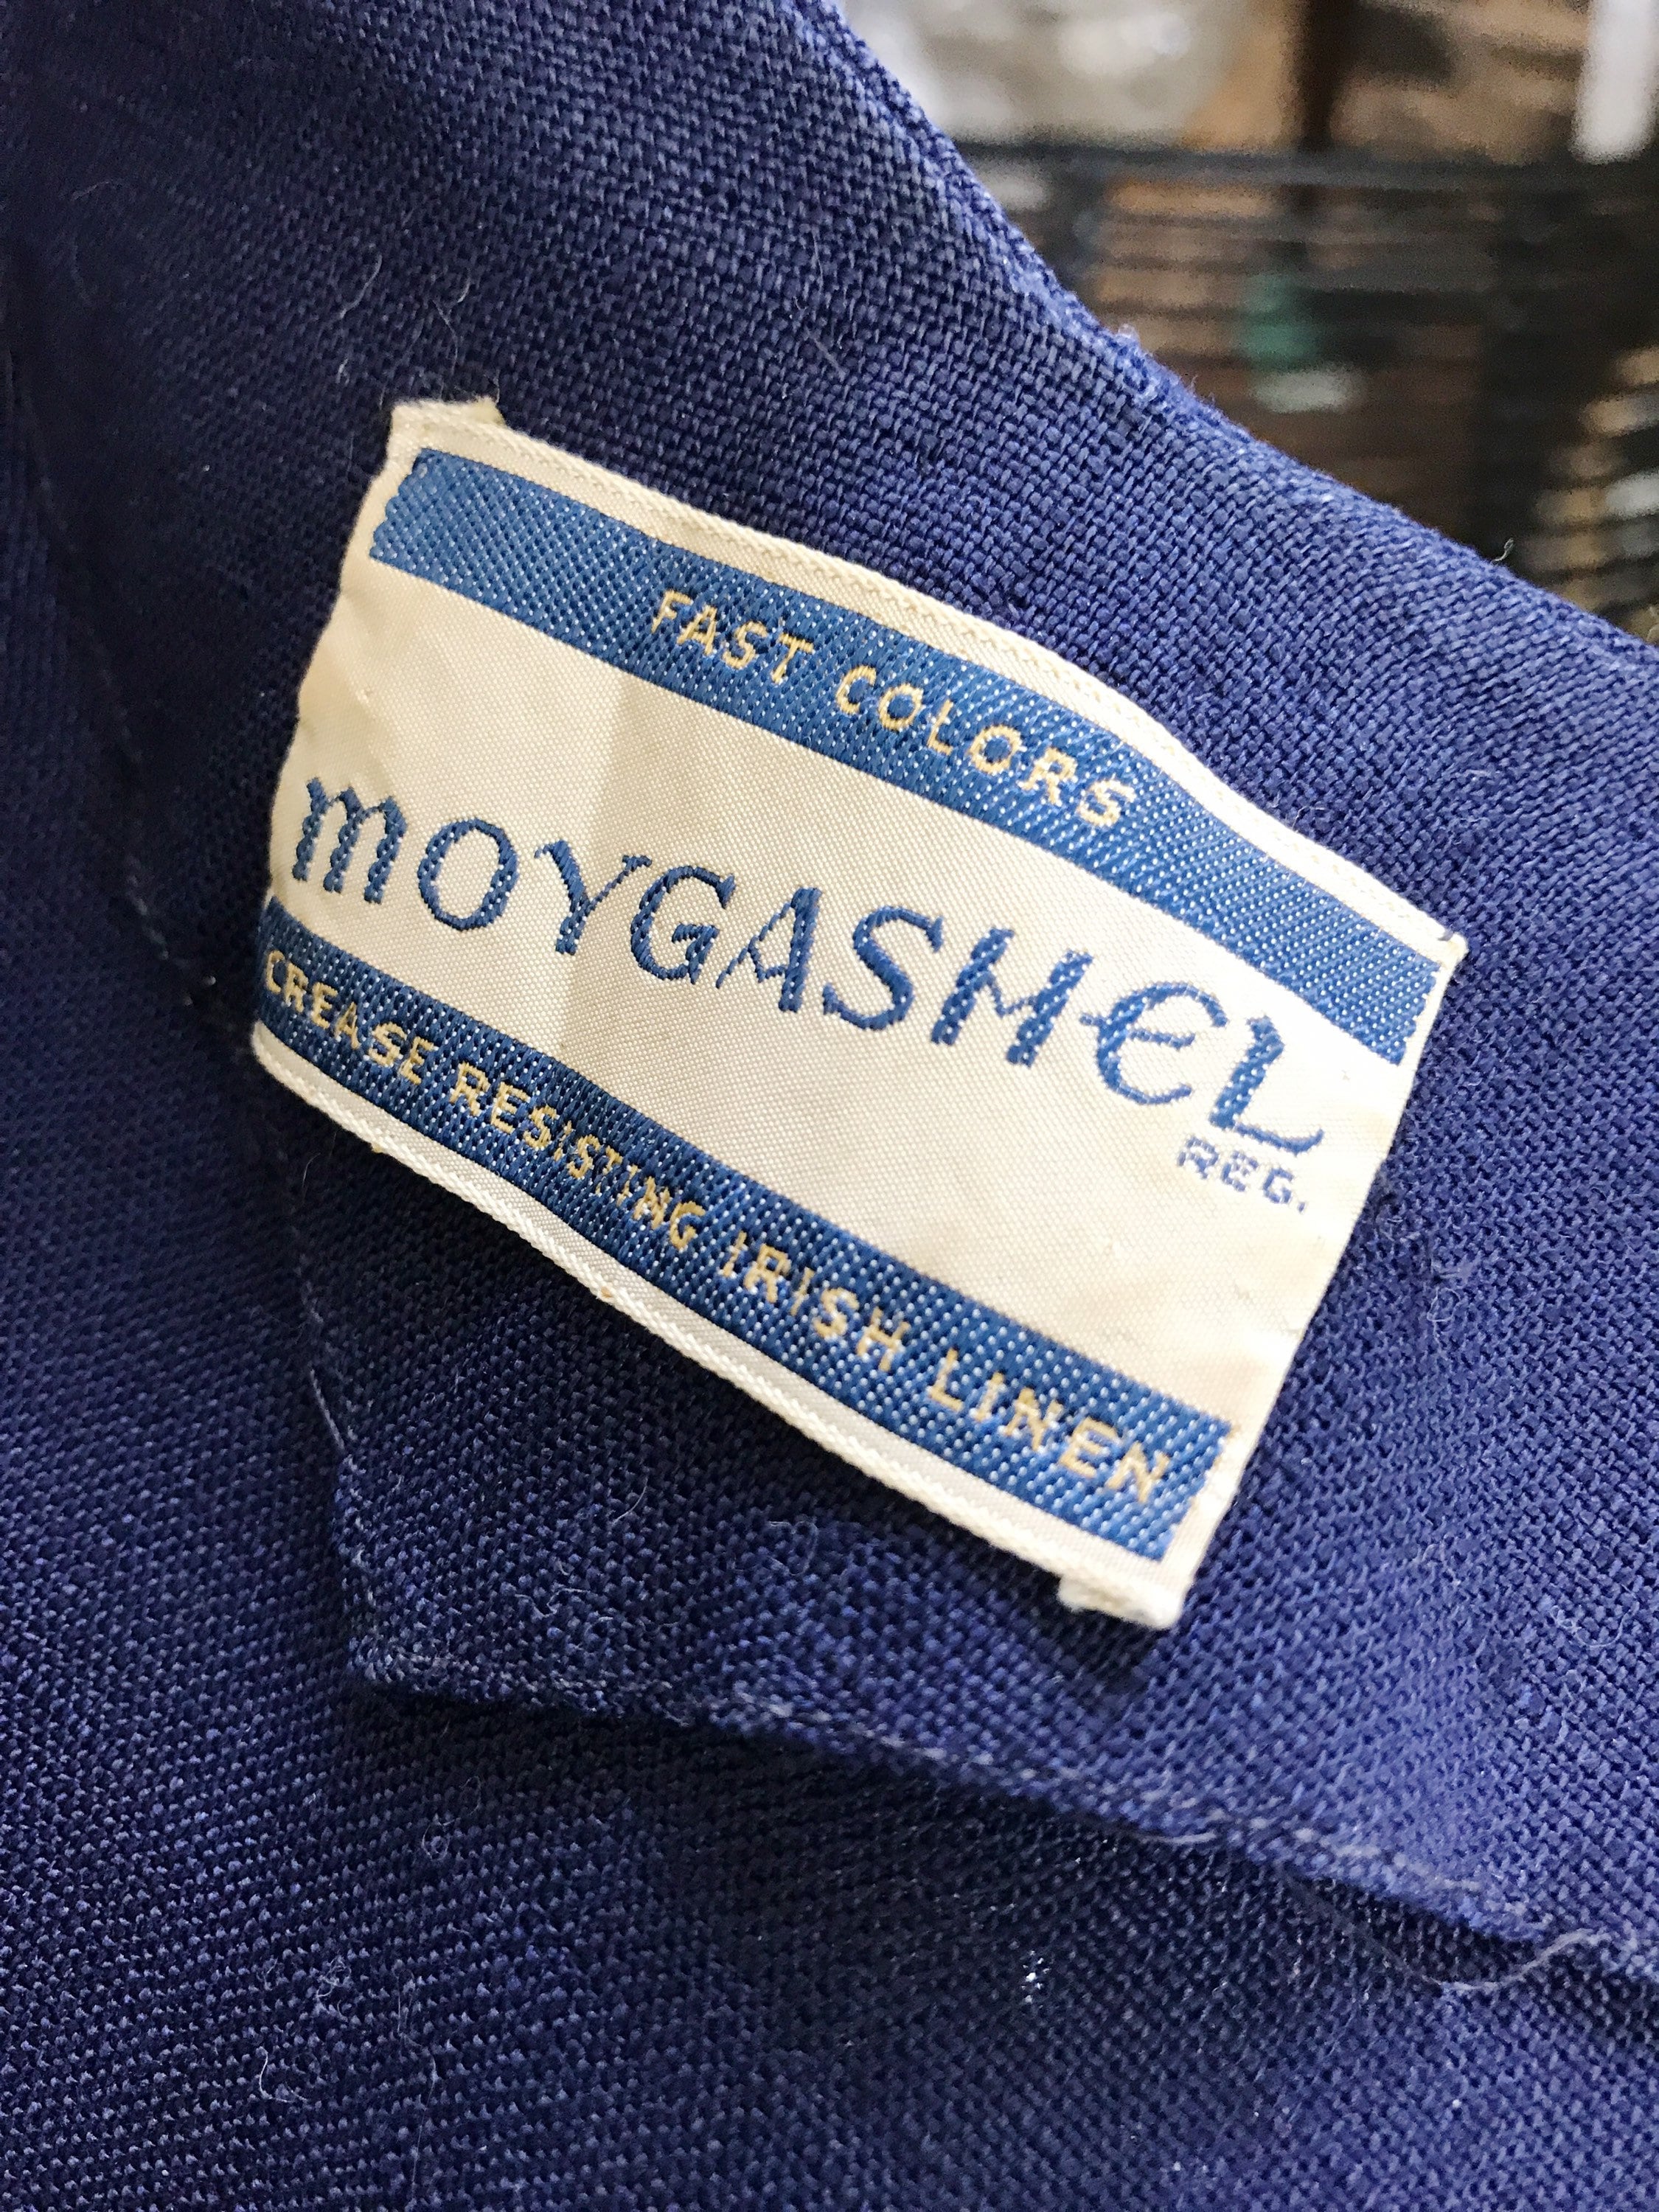 FAST COLORS
MOYGASHEL
REG.
CREASE RESISTING IRISH LINEN